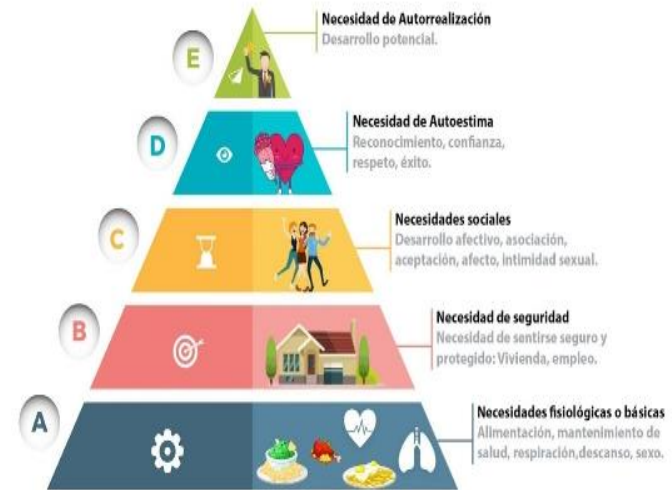 Necesidad de Autorrealización
Desarrollo potencial.
E
Necesidad de Autoestima
Reconocimiento, confianza,
respeto, éxito.
D
Necesidades sociales
Desarrollo afectivo, asociación,
aceptación, afecto, intimidad sexual.
C
Necesidad de seguridad
Necesidad de sentirse seguro y
protegido: Vivienda, empleo.
B
Necesidades fisiológicas o básicas
Alimentación, mantenimiento de
salud, respiración,descanso, sexo.
A